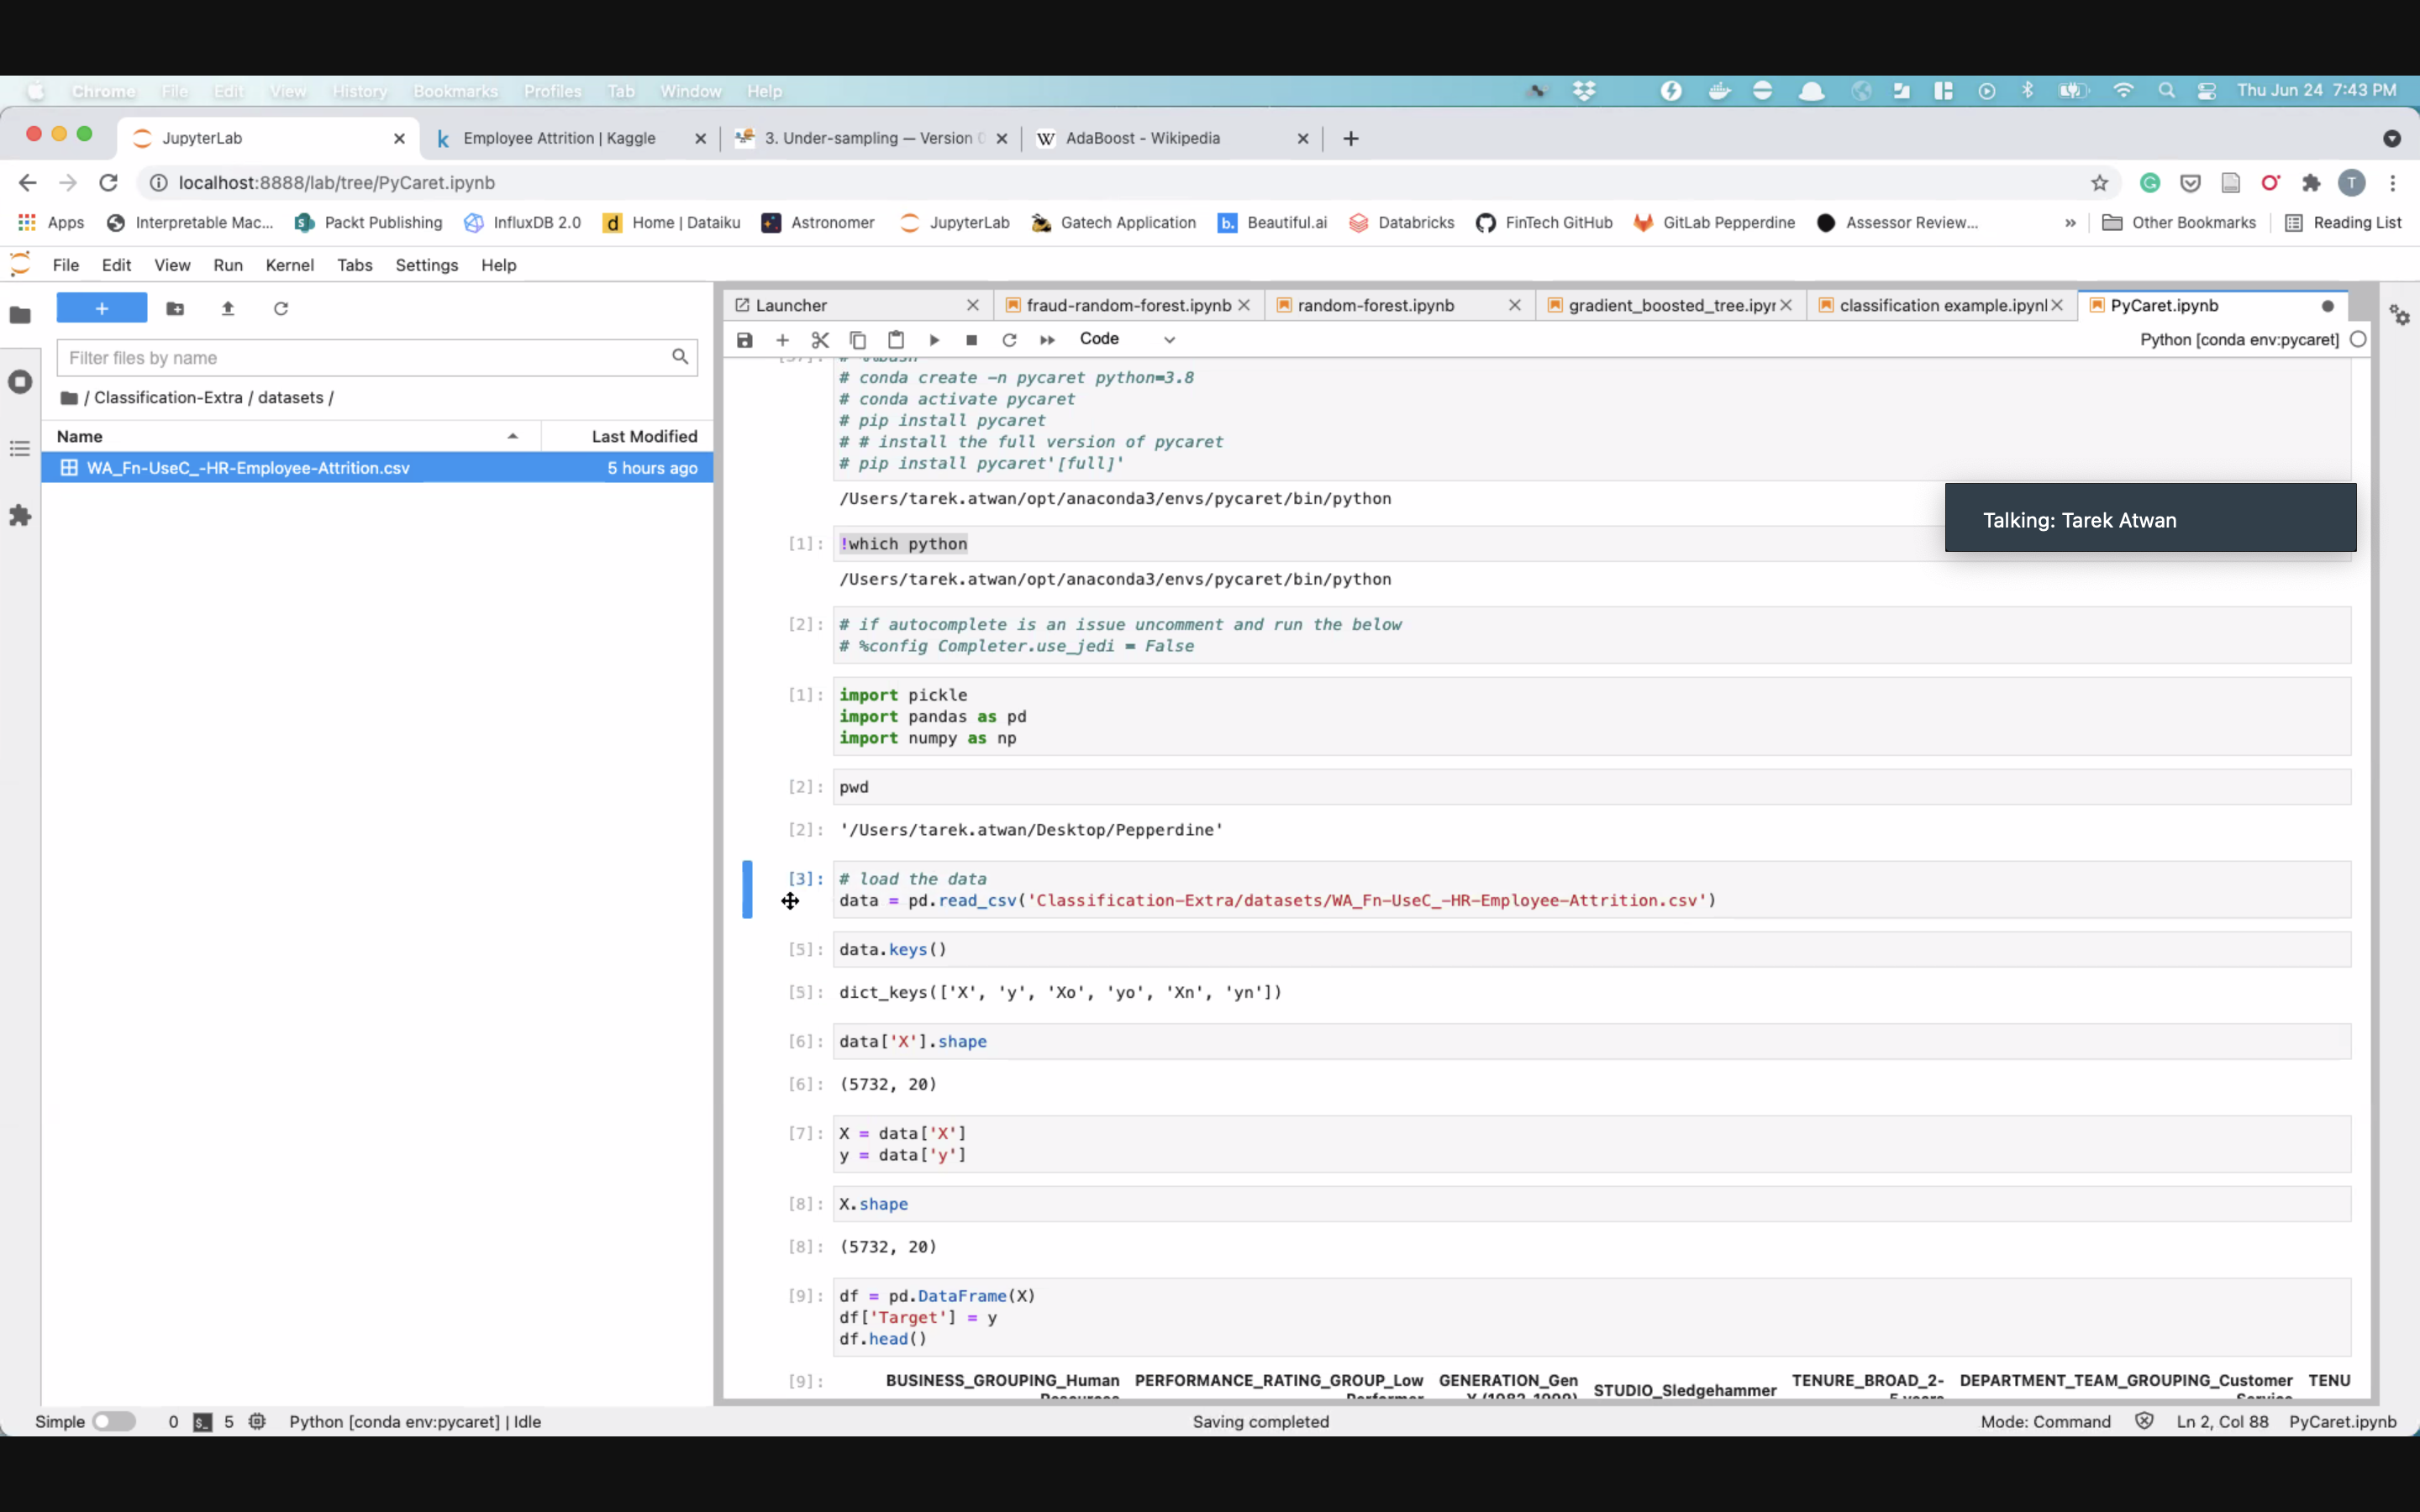 Chrome File Edit View History Bookmarks Profiles Tab Window Help Thu Jun 24 7:43 PM
JupyterLab Employee Attrition | Kaggle 3. Under-sampling — Version 0 AdaBoost - Wikipedia
localhost:8888/lab/tree/PyCaret.ipynb T
Apps Interpretable Mac... Packt Publishing InfluxDB 2.0 Home | Dataiku Astronomer JupyterLab Gatech Application Beautiful.ai Databricks FinTech GitHub GitLab Pepperdine Assessor Review... » Other Bookmarks Reading List
File Edit View Run Kernel Tabs Settings Help
Launcher fraud-random-forest.ipynb random-forest.ipynb gradient_boosted_tree.ipyr classification example.ipynl PyCaret.ipynb
Code Python [conda env:pycaret]
Filter files by name
/ Classification-Extra / datasets /
Name Last Modified
WA_Fn-UseC_-HR-Employee-Attrition.csv 5 hours ago
# conda create -n pycaret python=3.8
# conda activate pycaret
# pip install pycaret
# # install the full version of pycaret
# pip install pycaret'[full]'
/Users/tarek.atwan/opt/anaconda3/envs/pycaret/bin/python
Talking: Tarek Atwan
[1]: !which python
/Users/tarek.atwan/opt/anaconda3/envs/pycaret/bin/python
[2]: # if autocomplete is an issue uncomment and run the below
# %config Completer.use_jedi = False
[1]: import pickle
import pandas as pd
import numpy as np
[2]: pwd
[2]: '/Users/tarek.atwan/Desktop/Pepperdine'
[3]: # load the data
data = pd.read_csv('Classification-Extra/datasets/WA_Fn-UseC_-HR-Employee-Attrition.csv')
[5]: data.keys()
[5]: dict_keys(['X', 'y', 'Xo', 'yo', 'Xn', 'yn'])
[6]: data['X'].shape
[6]: (5732, 20)
[7]: X = data['X']
y = data['y']
[8]: X.shape
[8]: (5732, 20)
[9]: df = pd.DataFrame(X)
df['Target'] = y
df.head()
[9]: BUSINESS_GROUPING_Human PERFORMANCE_RATING_GROUP_Low GENERATION_Gen STUDIO_Sledgehammer TENURE_BROAD_2- DEPARTMENT_TEAM_GROUPING_Customer TENU
Simple 0 5 Python [conda env:pycaret] | Idle Saving completed Mode: Command Ln 2, Col 88 PyCaret.ipynb